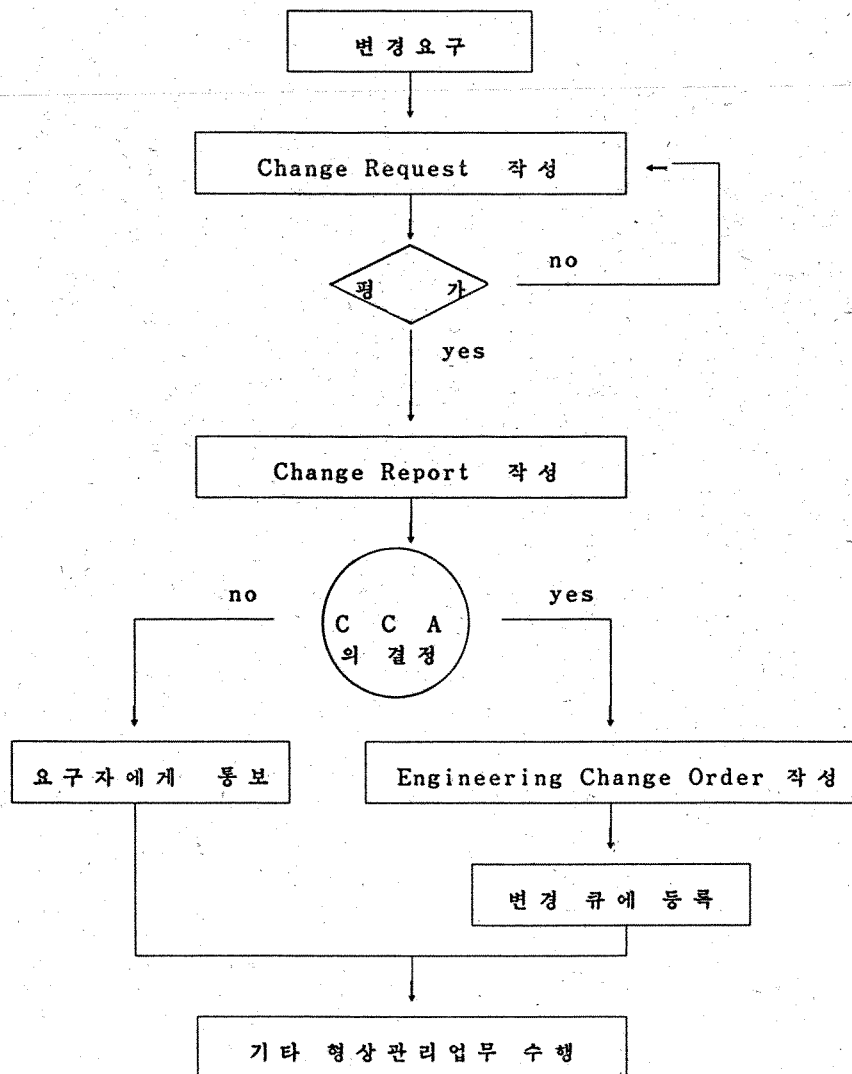 변경요구
Change Request 작성
no
평 가
yes
Change Report 작성
no
yes
C C A
의 결정
요구자에게 통보
Engineering Change Order 작성
변경 큐에 등록
기타 형상관리업무 수행